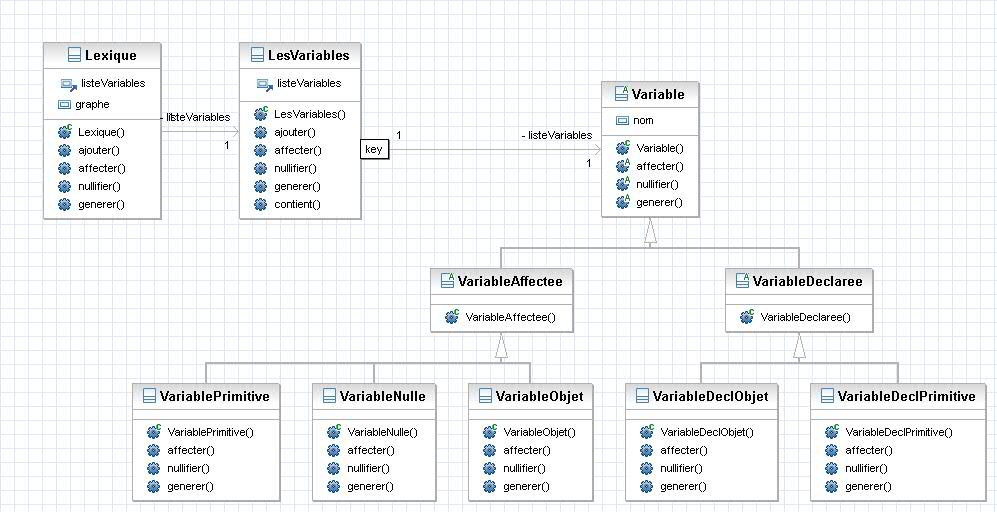 Lexique
listeVariables
graphe
Lexique()
ajouter()
affecter()
nullifier()
generer()
- listeVariables
1
LesVariables
listeVariables
LesVariables()
ajouter()
affecter()
nullifier()
generer()
contient()
key
1
- listeVariables
1
Variable
nom
Variable()
affecter()
nullifier()
generer()
VariableAffectee
VariableAffectee()
VariableDeclaree
VariableDeclaree()
VariablePrimitive
VariablePrimitive()
affecter()
nullifier()
generer()
VariableNulle
VariableNulle()
affecter()
nullifier()
generer()
VariableObjet
VariableObjet()
affecter()
nullifier()
generer()
VariableDeclObjet
VariableDeclObjet()
affecter()
nullifier()
generer()
VariableDeclPrimitive
VariableDeclPrimitive()
affecter()
nullifier()
generer()